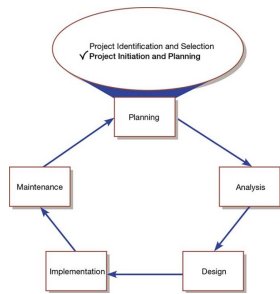 Project Identification and Selection
✓ Project Initiation and Planning
Planning
Maintenance
Analysis
Implementation
Design